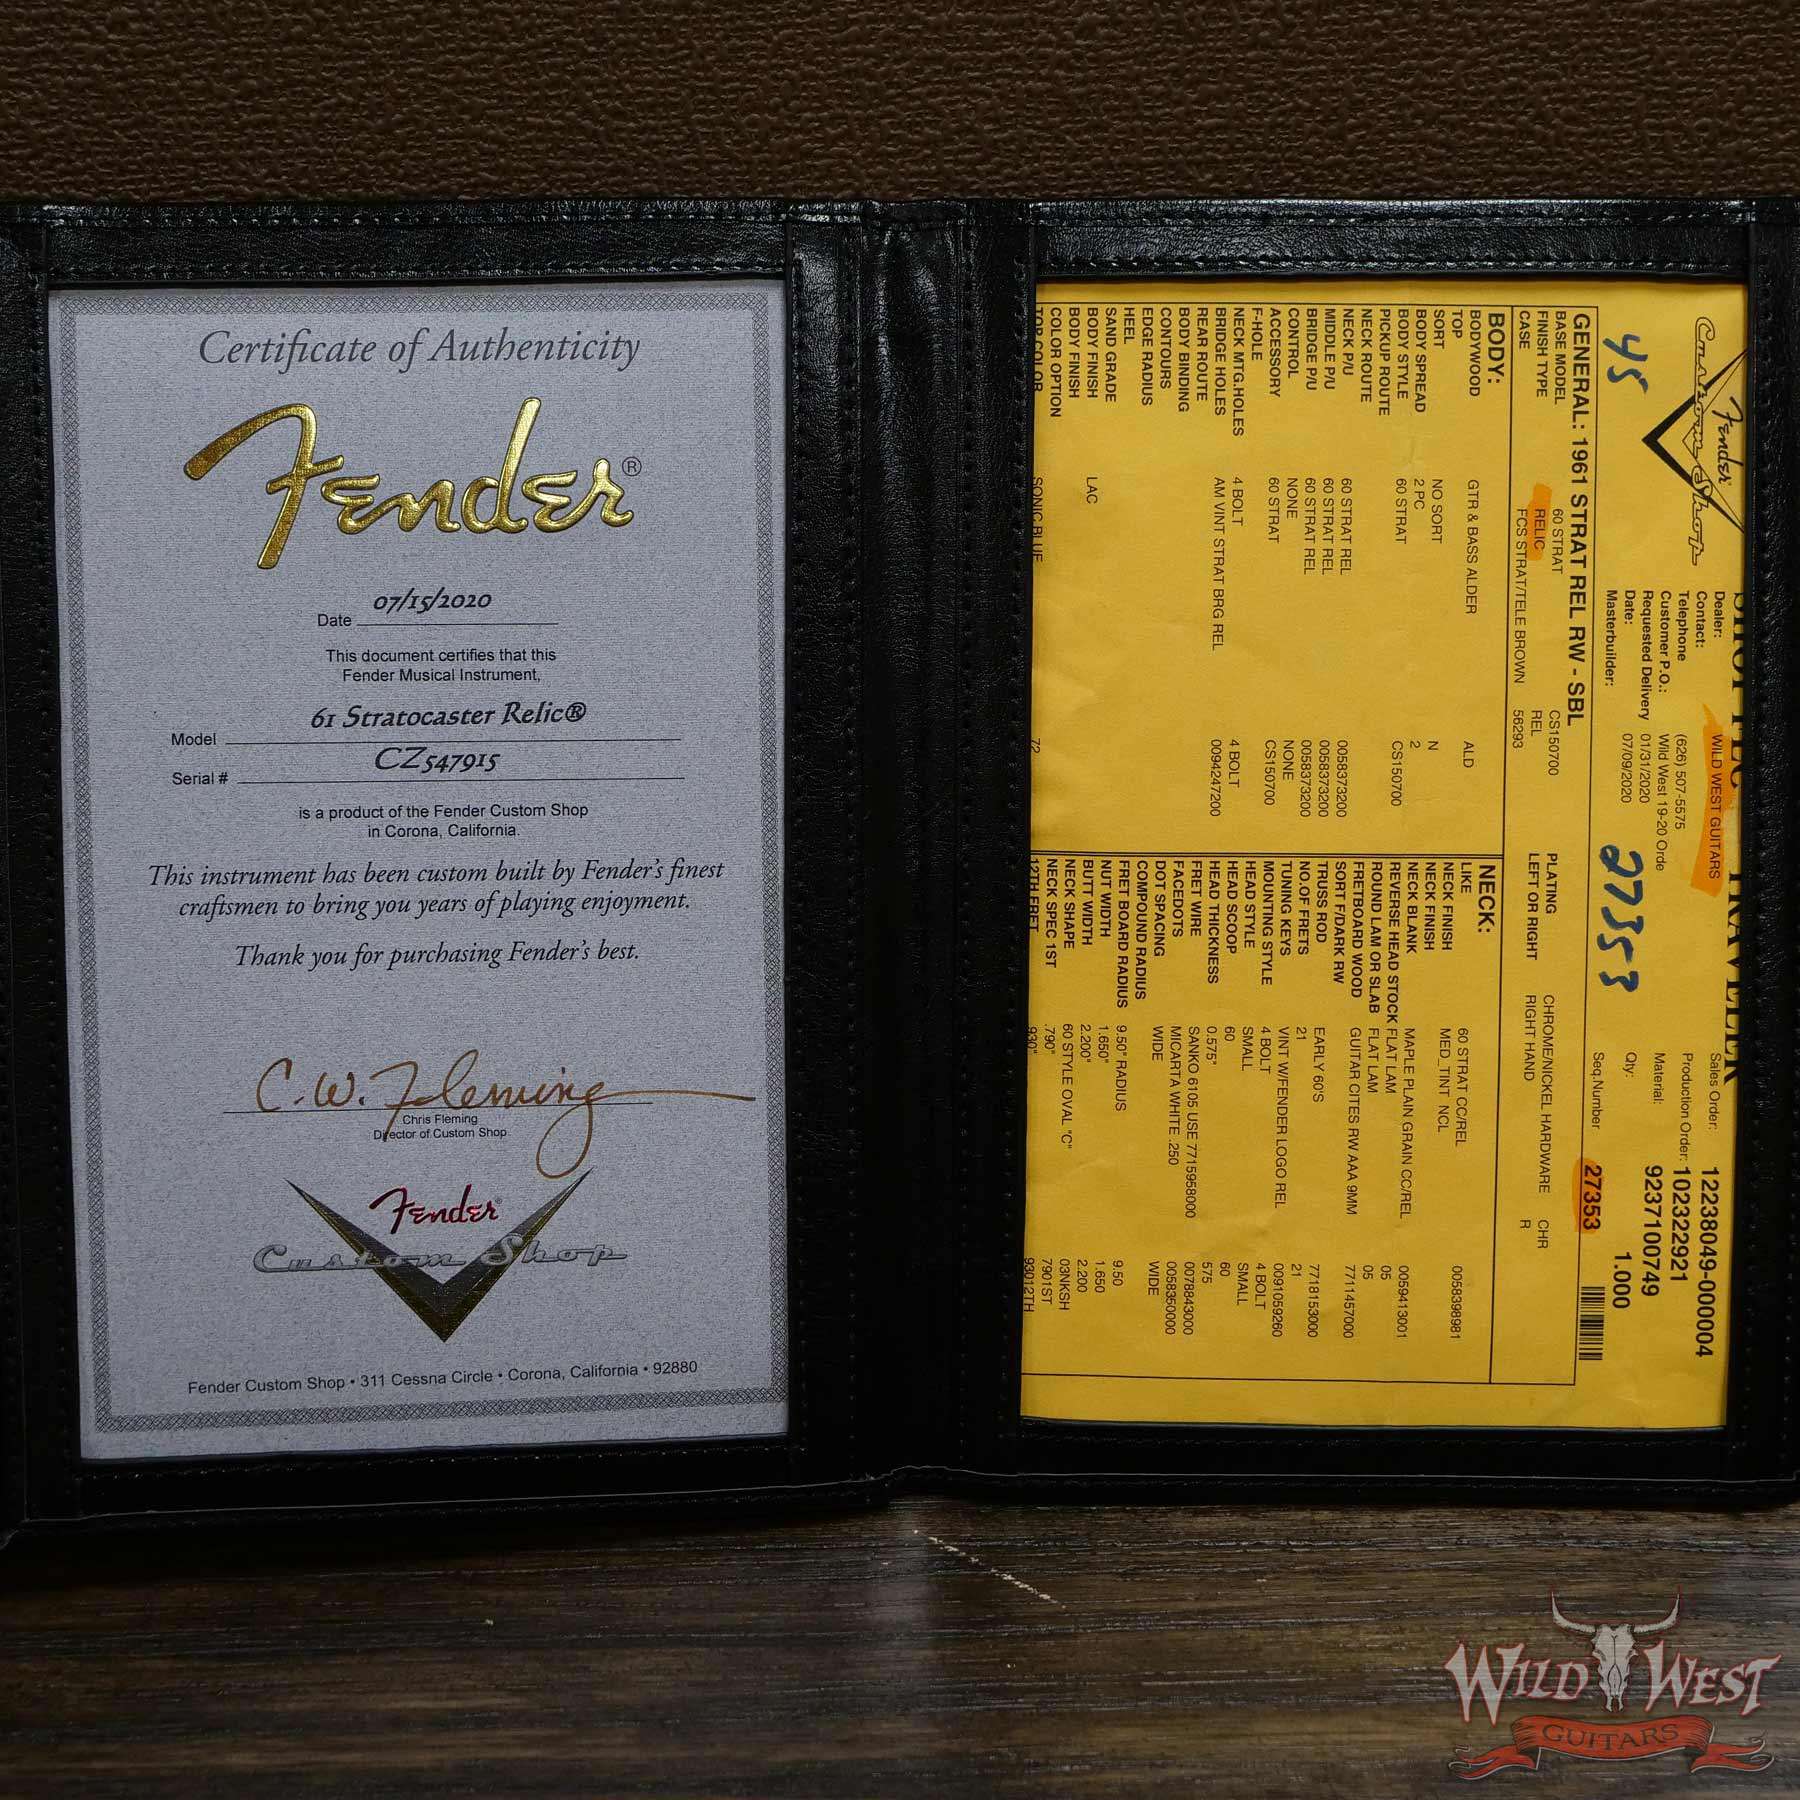 Certificate of Authenticity
Fender®
07/15/2020
Date
This document certifies that this
Fender Musical Instrument,
61 Stratocaster Relic®
Model
CZ547915
Serial #
is a product of the Fender Custom Shop
in Corona, California.
This instrument has been custom built by Fender's finest
craftsmen to bring you years of playing enjoyment.
Thank you for purchasing Fender's best.
C.W. Fleming
Chris Fleming
Director of Custom Shop
Fender®
Custom Shop
Fender Custom Shop • 311 Cessna Circle • Corona, California • 92880
Fender
Custom Shop
45
27353
Dealer: WILD WEST GUITARS
Contact:
Telephone (626) 507-5575
Customer P.O.: Wild West 19-20 Orde
Requested Delivery 01/31/2020
Date: 07/09/2020
Masterbuilder:
Sales Order: 12238049-000004
Production Order: 102322921
Material: 9237100749
Qty: 1.000
Seq.Number 27353
GENERAL: 1961 STRAT REL RW - SBL
BASE MODEL 60 STRAT CS150700 PLATING CHROME/NICKEL HARDWARE CHR
FINISH TYPE RELIC REL LEFT OR RIGHT RIGHT HAND R
CASE FCS STRAT/TELE BROWN 56293
BODY:
BODYWOOD GTR & BASS ALDER ALD
TOP
SORT NO SORT N
BODY SPREAD 2 PC 2
BODY STYLE 60 STRAT CS150700
PICKUP ROUTE
NECK ROUTE
NECK P/U 60 STRAT REL 0058373200
MIDDLE P/U 60 STRAT REL 0058373200
BRIDGE P/U 60 STRAT REL 0058373200
CONTROL NONE NONE
ACCESSORY 60 STRAT CS150700
F-HOLE
NECK MTG.HOLES 4 BOLT 4 BOLT
BRIDGE HOLES AM VINT STRAT BRG REL 0094247200
REAR ROUTE
BODY BINDING
CONTOURS
EDGE RADIUS
HEEL
SAND GRADE
BODY FINISH LAC
BODY FINISH
COLOR OPTION
TOP COLOR SONIC BLUE 72
NECK:
LIKE 60 STRAT CC/REL 0058398981
NECK FINISH MED_TINT NCL
NECK FINISH
NECK BLANK MAPLE PLAIN GRAIN CC/REL 0059413001
REVERSE HEAD STOCK FLAT LAM 05
ROUND LAM OR SLAB FLAT LAM 05
FRETBOARD WOOD GUITAR CITES RW AAA 9MM 7711457000
SORT F/DARK RW
TRUSS ROD EARLY 60'S 7718153000
NO.OF FRETS 21 21
TUNING KEYS VINT W/FENDER LOGO REL 0091059260
MOUNTING STYLE 4 BOLT 4 BOLT
HEAD STYLE SMALL SMALL
HEAD SCOOP 60 60
HEAD THICKNESS 0.575" 575
FRET WIRE SANKO 6105 USE 7715958000 0078843000
FACEDOTS MICARTA WHITE .250 0058350000
DOT SPACING WIDE WIDE
COMPOUND RADIUS
FRET BOARD RADIUS 9.50" RADIUS 9.50
NUT WIDTH 1.650" 1.650
BUTT WIDTH 2.200" 2.200
NECK SHAPE 60 STYLE OVAL "C" 03NKSH
NECK SPEC 1ST .790" 7901ST
12TH FRET .930" 93012TH
WILD WEST
GUITARS